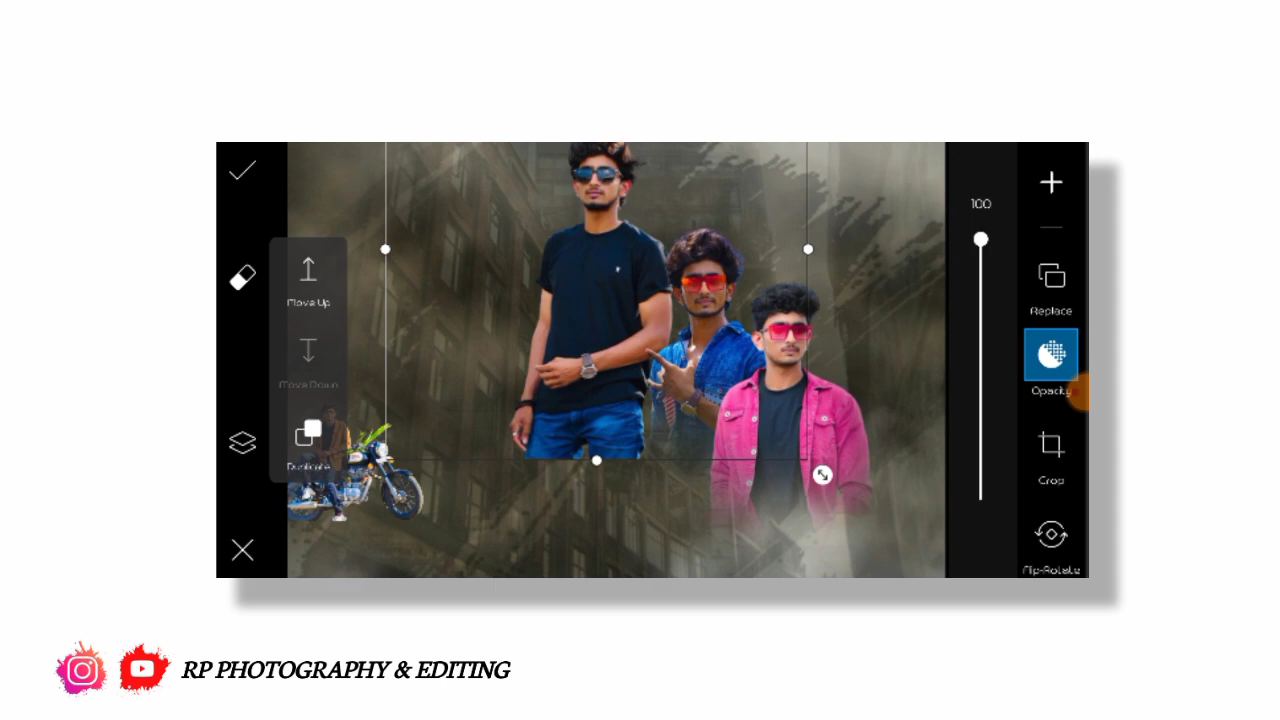 100
Move Up
Replace
Move Down
Opacity
Duplicate
Crop
Flip-Rotate
RP PHOTOGRAPHY & EDITING